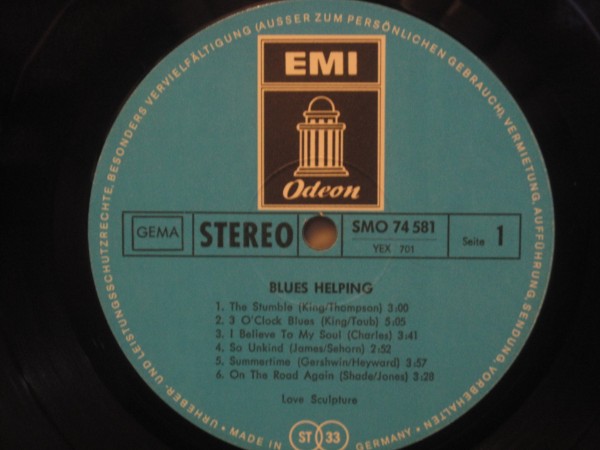 URHEBER- UND LEISTUNGSSCHUTZRECHTE, BESONDERS VERVIELFÄLTIGUNG (AUSSER ZUM PERSÖNLICHEN GEBRAUCH), VERMIETUNG, AUFFÜHRUNG, SENDUNG, VORBEHALTEN
EMI
Odeon
GEMA
STEREO
SMO 74 581
YEX 701
Seite 1
BLUES HELPING
1. The Stumble (King/Thompson) 3:00
2. 3 O'Clock Blues (King/Taub) 5:05
3. I Believe To My Soul (Charles) 3:41
4. So Unkind (James/Sehorn) 2:52
5. Summertime (Gershwin/Heyward) 3:57
6. On The Road Again (Shade/Jones) 3:28
Love Sculpture
• MADE IN GERMANY •
ST 33